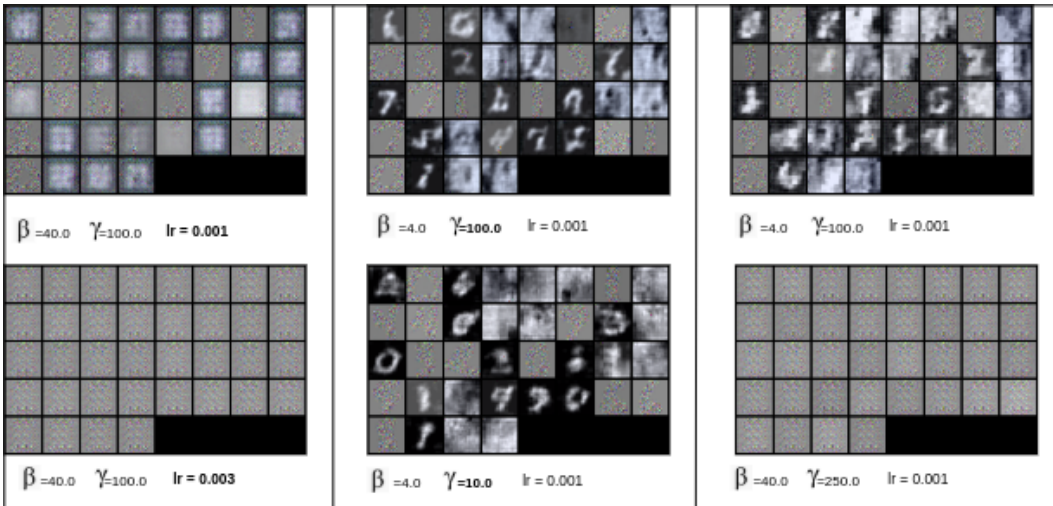 β =40.0 γ=100.0 lr = 0.001
β =4.0 γ=100.0 lr = 0.001
β =4.0 γ=100.0 lr = 0.001
β =40.0 γ=100.0 lr = 0.003
β =4.0 γ=10.0 lr = 0.001
β =40.0 γ=250.0 lr = 0.001